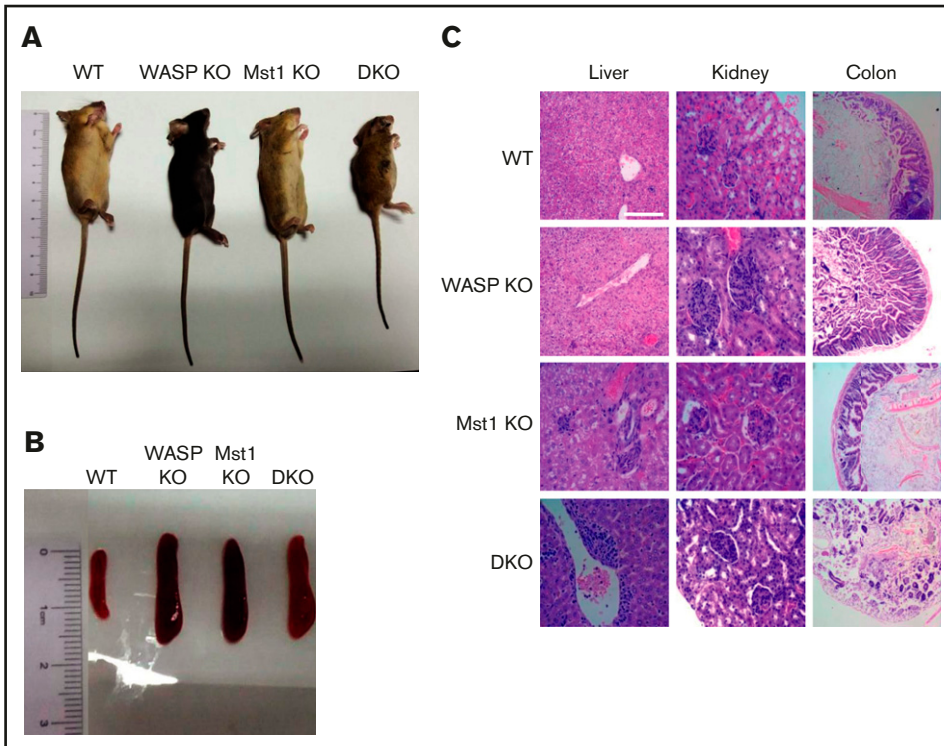 A
WT WASP KO Mst1 KO DKO
B
WT WASP KO Mst1 KO DKO
0
1cm
2
3
C
Liver Kidney Colon
WT
WASP KO
Mst1 KO
DKO